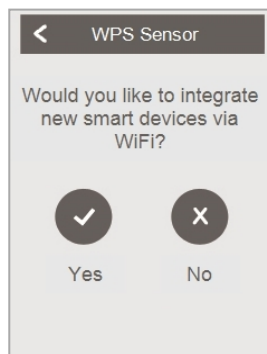 WPS Sensor
Would you like to integrate
new smart devices via
WiFi?
Yes No